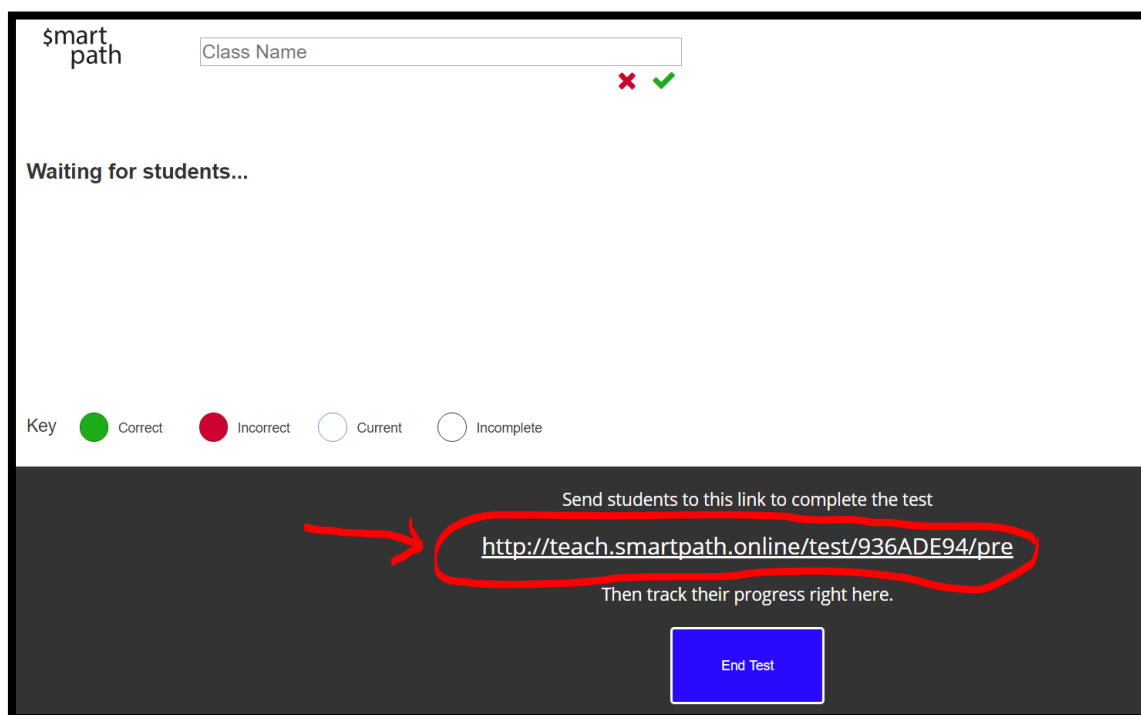 $mart
path
Class Name
Waiting for students...
Key Correct Incorrect Current Incomplete
Send students to this link to complete the test
http://teach.smartpath.online/test/936ADE94/pre
Then track their progress right here.
End Test